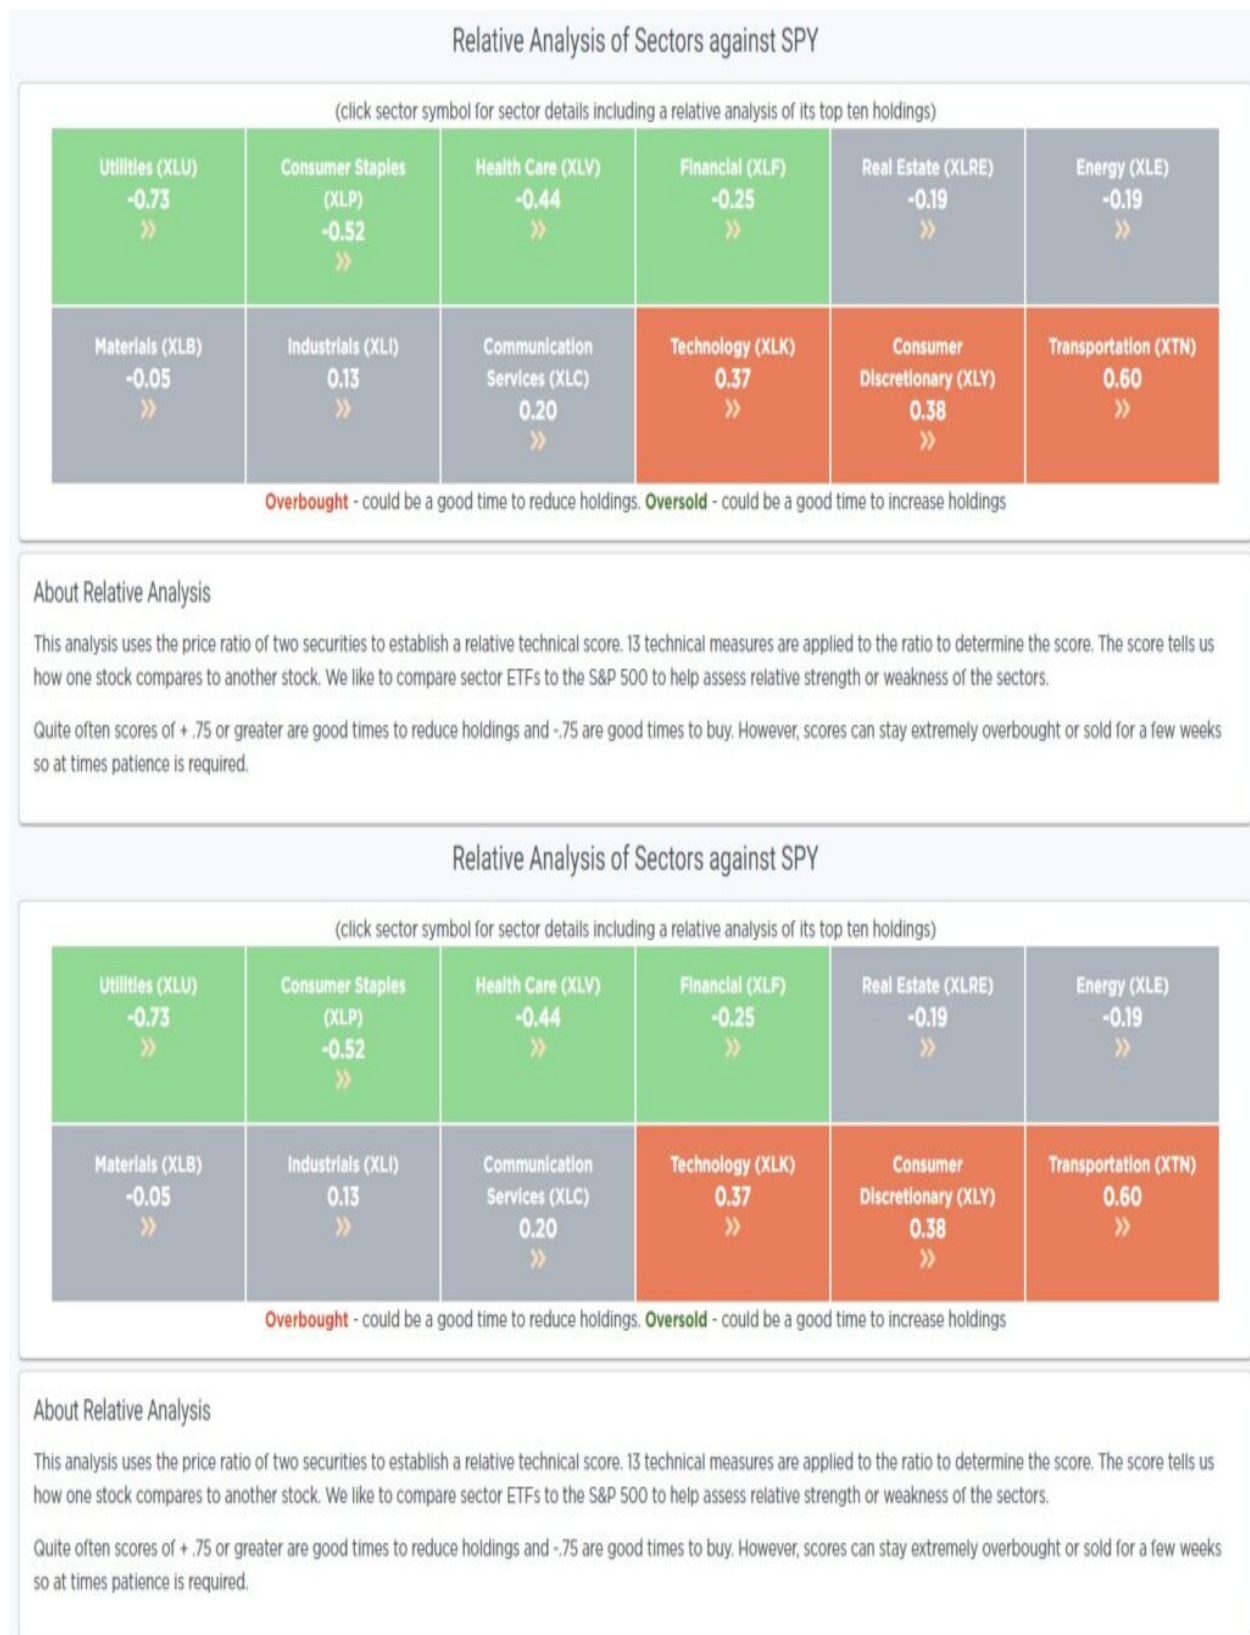 Relative Analysis of Sectors against SPY
(click sector symbol for sector details including a relative analysis of its top ten holdings)
Utilities (XLU)
-0.73
»
Consumer Staples
(XLP)
-0.52
»
Health Care (XLV)
-0.44
»
Financial (XLF)
-0.25
»
Real Estate (XLRE)
-0.19
»
Energy (XLE)
-0.19
»
Materials (XLB)
-0.05
»
Industrials (XLI)
0.13
»
Communication
Services (XLC)
0.20
»
Technology (XLK)
0.37
»
Consumer
Discretionary (XLY)
0.38
»
Transportation (XTN)
0.60
»
Overbought - could be a good time to reduce holdings. Oversold - could be a good time to increase holdings
About Relative Analysis
This analysis uses the price ratio of two securities to establish a relative technical score. 13 technical measures are applied to the ratio to determine the score. The score tells us
how one stock compares to another stock. We like to compare sector ETFs to the S&P 500 to help assess relative strength or weakness of the sectors.
Quite often scores of + .75 or greater are good times to reduce holdings and -.75 are good times to buy. However, scores can stay extremely overbought or sold for a few weeks
so at times patience is required.
Relative Analysis of Sectors against SPY
(click sector symbol for sector details including a relative analysis of its top ten holdings)
Utilities (XLU)
-0.73
»
Consumer Staples
(XLP)
-0.52
»
Health Care (XLV)
-0.44
»
Financial (XLF)
-0.25
»
Real Estate (XLRE)
-0.19
»
Energy (XLE)
-0.19
»
Materials (XLB)
-0.05
»
Industrials (XLI)
0.13
»
Communication
Services (XLC)
0.20
»
Technology (XLK)
0.37
»
Consumer
Discretionary (XLY)
0.38
»
Transportation (XTN)
0.60
»
Overbought - could be a good time to reduce holdings. Oversold - could be a good time to increase holdings
About Relative Analysis
This analysis uses the price ratio of two securities to establish a relative technical score. 13 technical measures are applied to the ratio to determine the score. The score tells us
how one stock compares to another stock. We like to compare sector ETFs to the S&P 500 to help assess relative strength or weakness of the sectors.
Quite often scores of + .75 or greater are good times to reduce holdings and -.75 are good times to buy. However, scores can stay extremely overbought or sold for a few weeks
so at times patience is required.